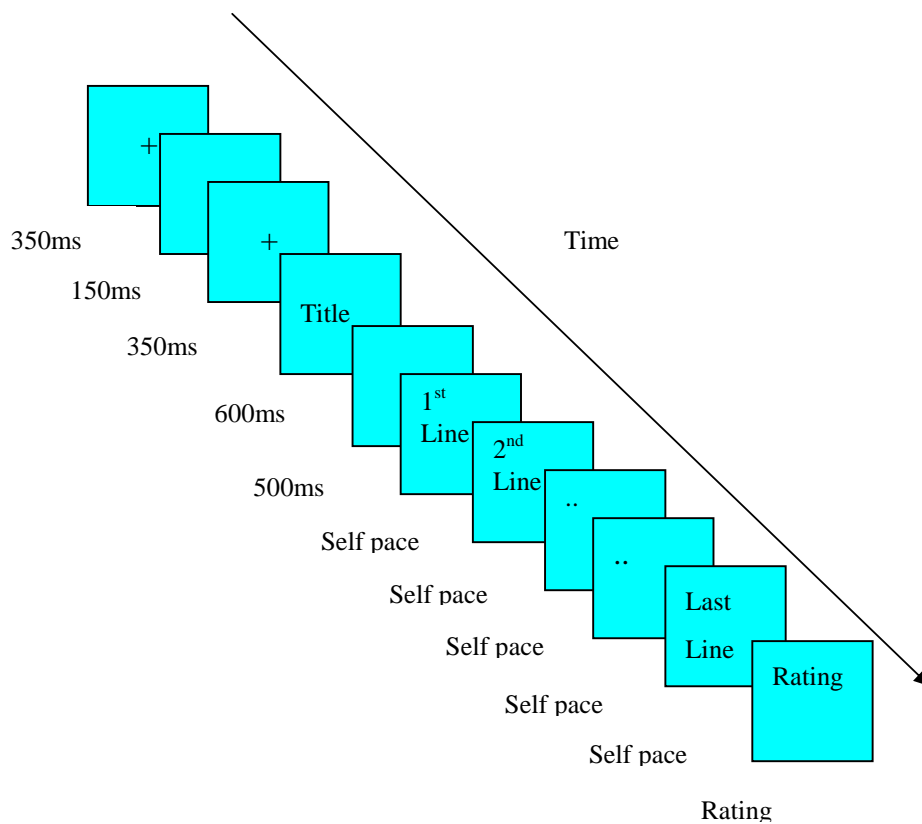 +
+
350ms
Time
150ms
Title
350ms
1st
Line
600ms
2nd
Line
500ms
..
Self pace
..
Self pace
Last
Line
Self pace
Rating
Self pace
Self pace
Rating